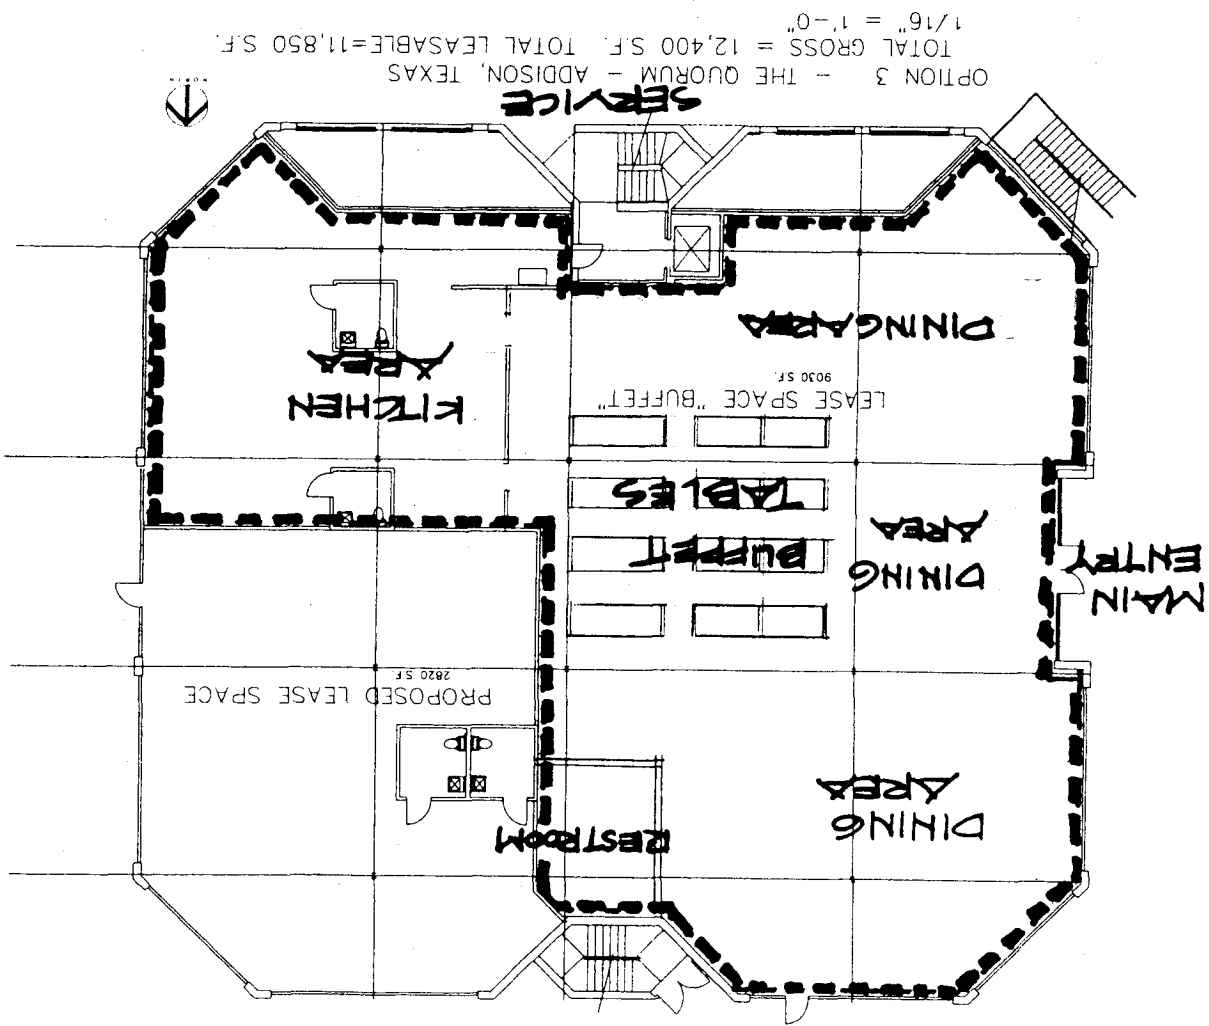 RESTROOM
DINING
AREA
PROPOSED LEASE SPACE
2820 S.F.
MAIN
ENTRY
DINING
AREA
BUFFET
TABLES
KITCHEN
AREA
LEASE SPACE "BUFFET"
9030 S.F.
DINING AREA
SERVICE
NORTH
OPTION 3 - THE QUORUM - ADDISON, TEXAS
TOTAL GROSS = 12,400 S.F. TOTAL LEASABLE=11,850 S.F.
1/16" = 1'-0"